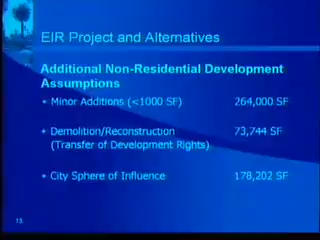 EIR Project and Alternatives
Additional Non-Residential Development
Assumptions
• Minor Additions (<1000 SF) 264,000 SF
• Demolition/Reconstruction 73,744 SF
(Transfer of Development Rights)
• City Sphere of Influence 178,202 SF
13